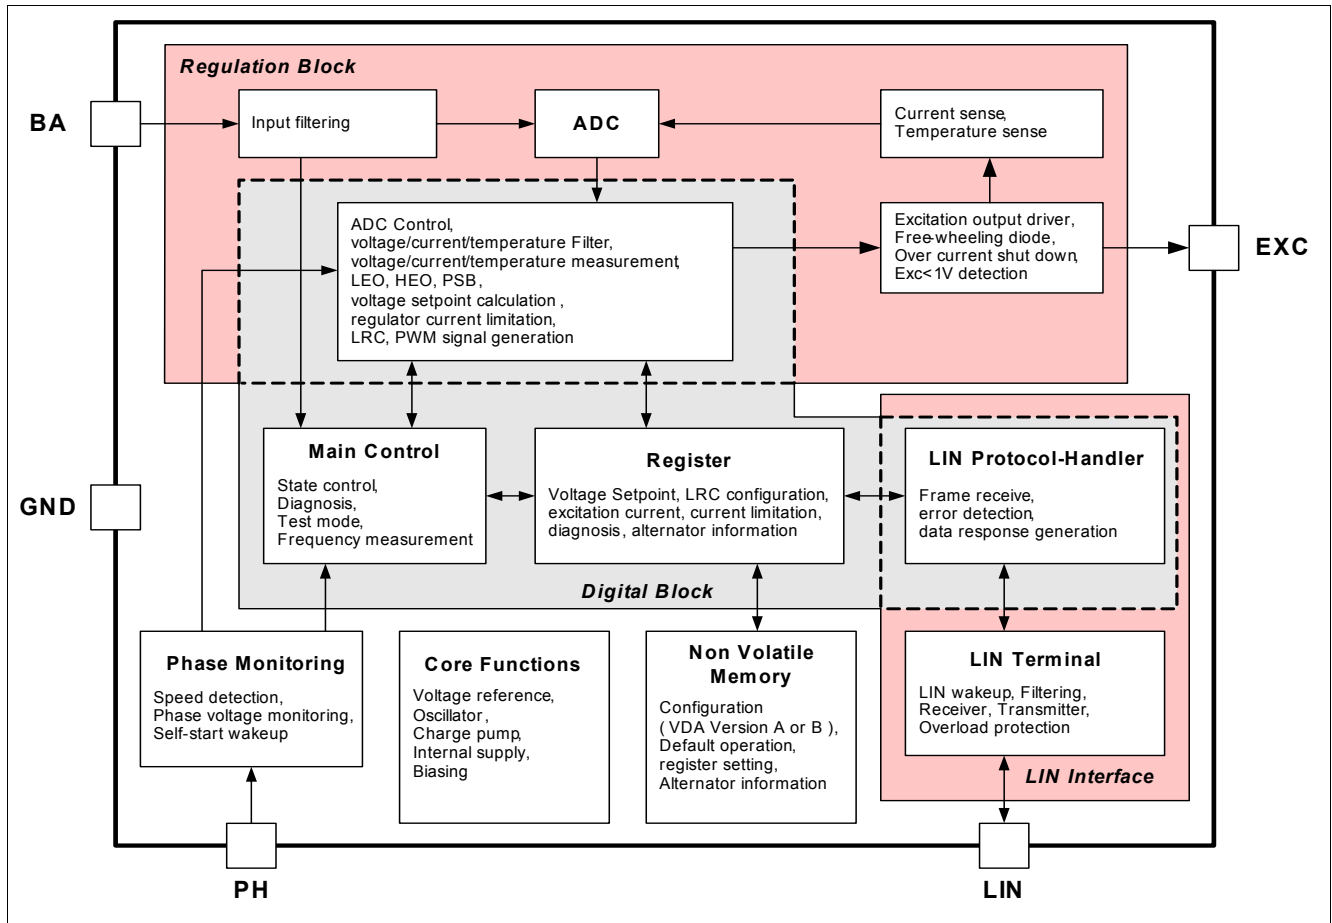 Regulation Block
BA
Input filtering
ADC
Current sense,
Temperature sense
ADC Control,
voltage/current/temperature Filter,
voltage/current/temperature measurement,
LEO, HEO, PSB,
voltage setpoint calculation ,
regulator current limitation,
LRC, PWM signal generation
Excitation output driver,
Free-wheeling diode,
Over current shut down,
Exc<1V detection
EXC
GND
Main Control
State control,
Diagnosis,
Test mode,
Frequency measurement
Register
Voltage Setpoint, LRC configuration,
excitation current, current limitation,
diagnosis, alternator information
LIN Protocol-Handler
Frame receive,
error detection,
data response generation
Digital Block
Phase Monitoring
Speed detection,
Phase voltage monitoring,
Self-start wakeup
Core Functions
Voltage reference,
Oscillator,
Charge pump,
Internal supply,
Biasing
Non Volatile
Memory
Configuration
( VDA Version A or B ),
Default operation,
register setting,
Alternator information
LIN Terminal
LIN wakeup, Filtering,
Receiver, Transmitter,
Overload protection
LIN Interface
PH
LIN